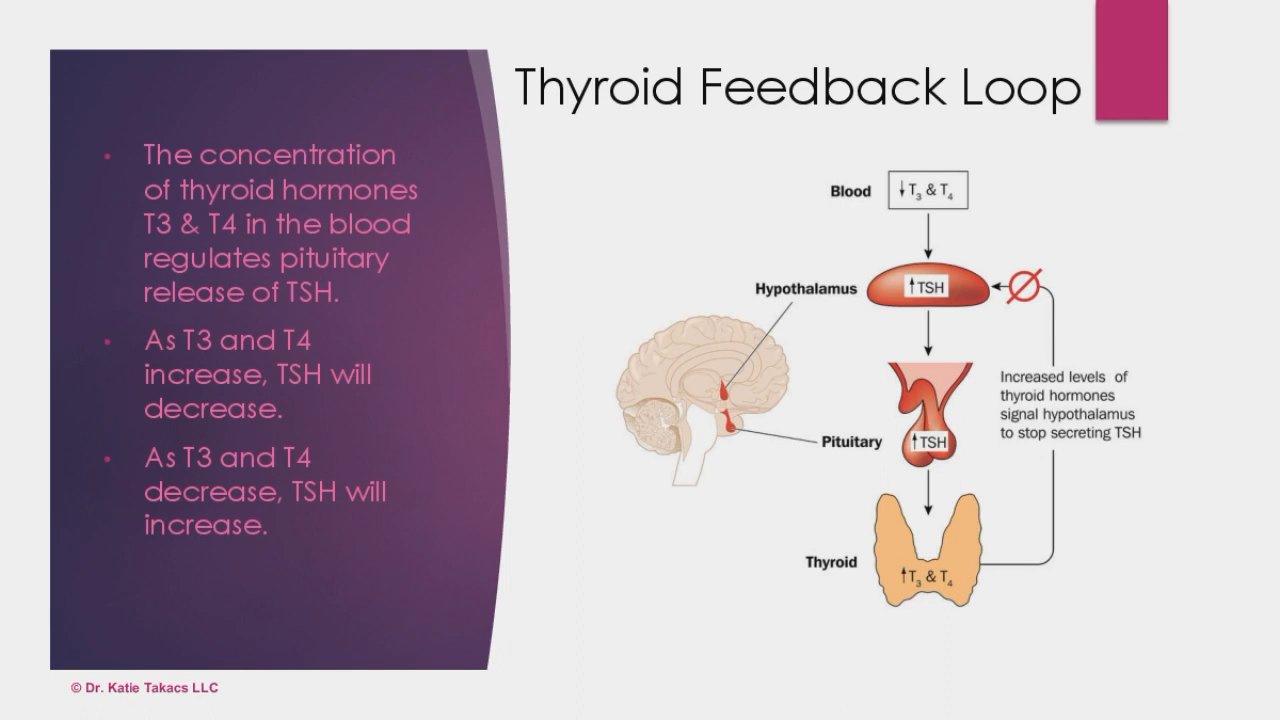 Thyroid Feedback Loop
• The concentration
of thyroid hormones
T3 & T4 in the blood
regulates pituitary
release of TSH.
• As T3 and T4
increase, TSH will
decrease.
• As T3 and T4
decrease, TSH will
increase.
Blood
↓T₃ & T₄
Hypothalamus
↑TSH
Increased levels of
thyroid hormones
signal hypothalamus
to stop secreting TSH
Pituitary
↑TSH
Thyroid
↑T₃ & T₄
© Dr. Katie Takacs LLC